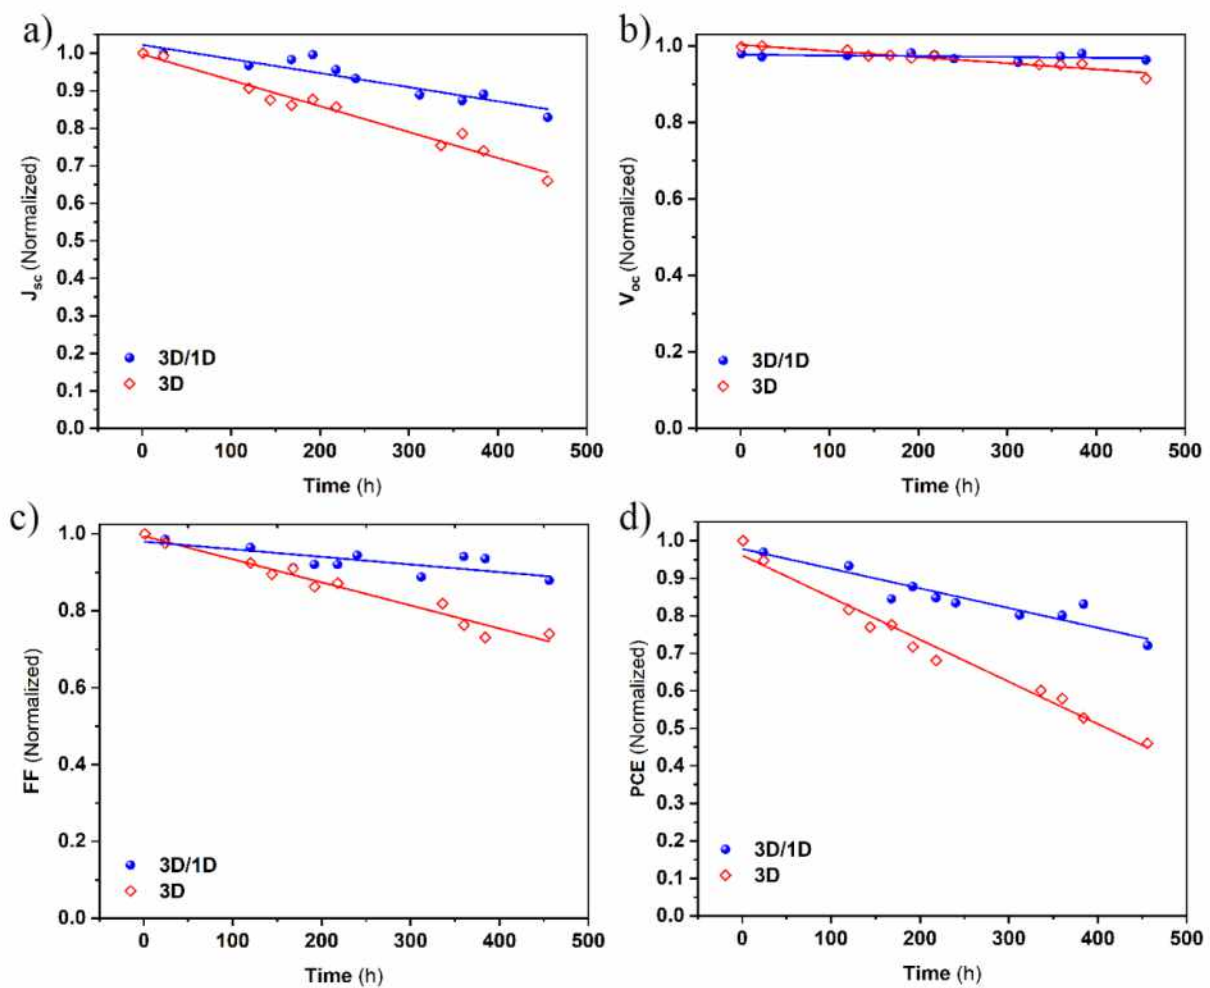 a)
1.0
0.9
0.8
0.7
0.6
0.5
0.4
0.3
0.2
0.1
0.0
J_sc (Normalized)
3D/1D
3D
0 100 200 300 400 500
Time (h)
b)
1.0
0.8
0.6
0.4
0.2
0.0
V_oc (Normalized)
3D/1D
3D
0 100 200 300 400 500
Time (h)
c)
1.0
0.8
0.6
0.4
0.2
0.0
FF (Normalized)
3D/1D
3D
0 100 200 300 400 500
Time (h)
d)
1.0
0.9
0.8
0.7
0.6
0.5
0.4
0.3
0.2
0.1
0.0
PCE (Normalized)
3D/1D
3D
0 100 200 300 400 500
Time (h)